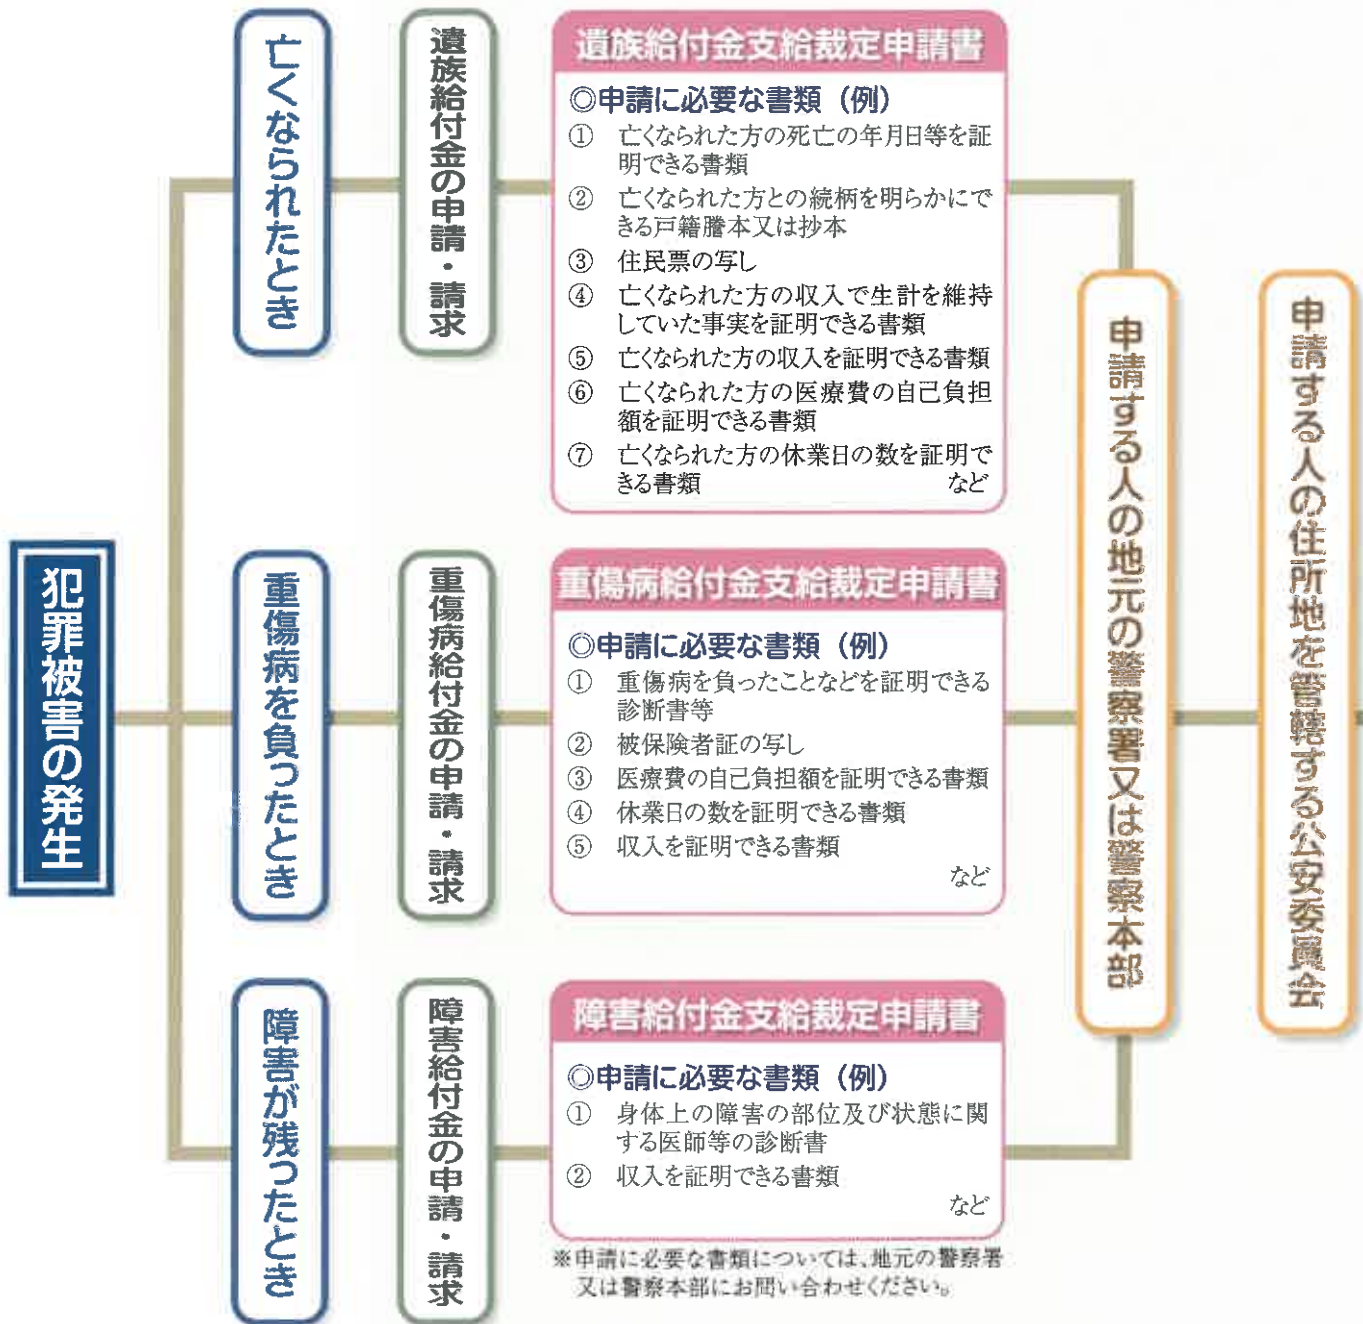 犯罪被害の発生
亡くなられたとき
遺族給付金の申請・請求
遺族給付金支給裁定申請書
◎申請に必要な書類（例）
① 亡くなられた方の死亡の年月日等を証
明できる書類
② 亡くなられた方との続柄を明らかにで
きる戸籍謄本又は抄本
③ 住民票の写し
④ 亡くなられた方の収入で生計を維持
していた事実を証明できる書類
⑤ 亡くなられた方の収入を証明できる書類
⑥ 亡くなられた方の医療費の自己負担
額を証明できる書類
⑦ 亡くなられた方の休業日の数を証明で
きる書類 など
重傷病を負ったとき
重傷病給付金の申請・請求
重傷病給付金支給裁定申請書
◎申請に必要な書類（例）
① 重傷病を負ったことなどを証明できる
診断書等
② 被保険者証の写し
③ 医療費の自己負担額を証明できる書類
④ 休業日の数を証明できる書類
⑤ 収入を証明できる書類
など
障害が残ったとき
障害給付金の申請・請求
障害給付金支給裁定申請書
◎申請に必要な書類（例）
① 身体上の障害の部位及び状態に関
する医師等の診断書
② 収入を証明できる書類
など
※申請に必要な書類については、地元の警察署
又は警察本部にお問い合わせください。
申請する人の地元の警察署又は警察本部
申請する人の住所地を管轄する公安委員会